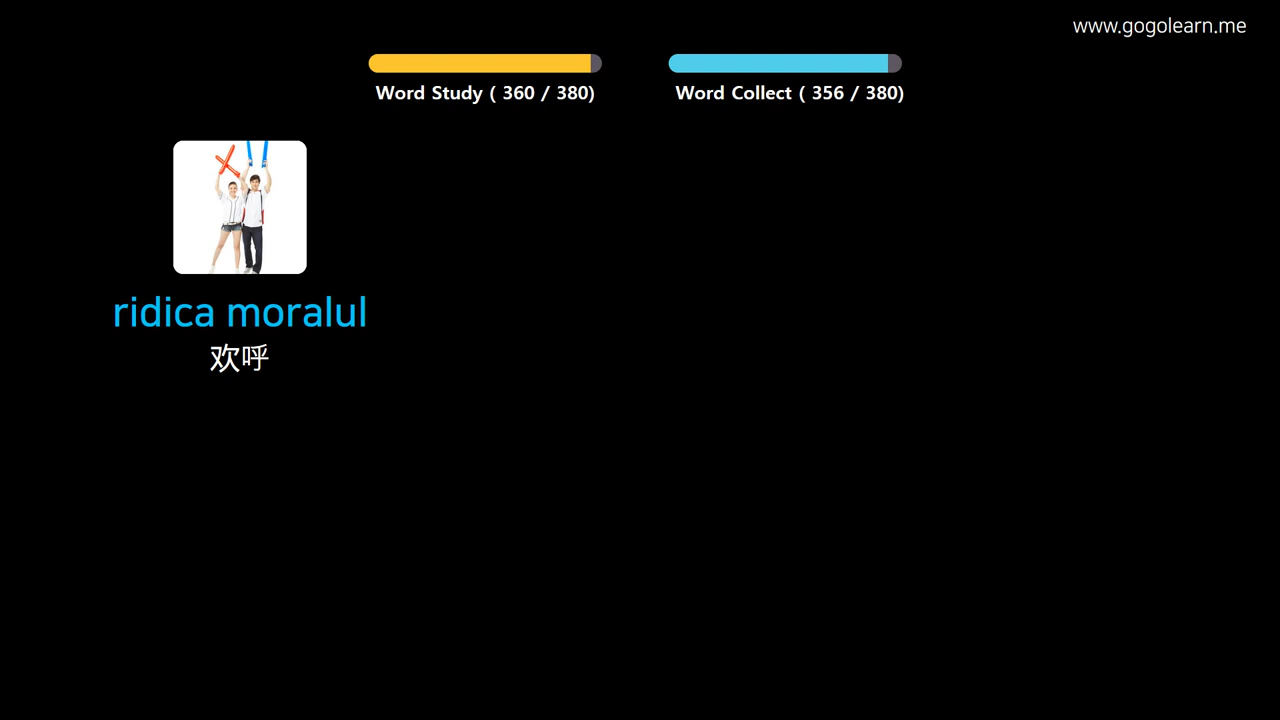 www.gogolearn.me
Word Study ( 360 / 380)
Word Collect ( 356 / 380)
ridica moralul
欢呼